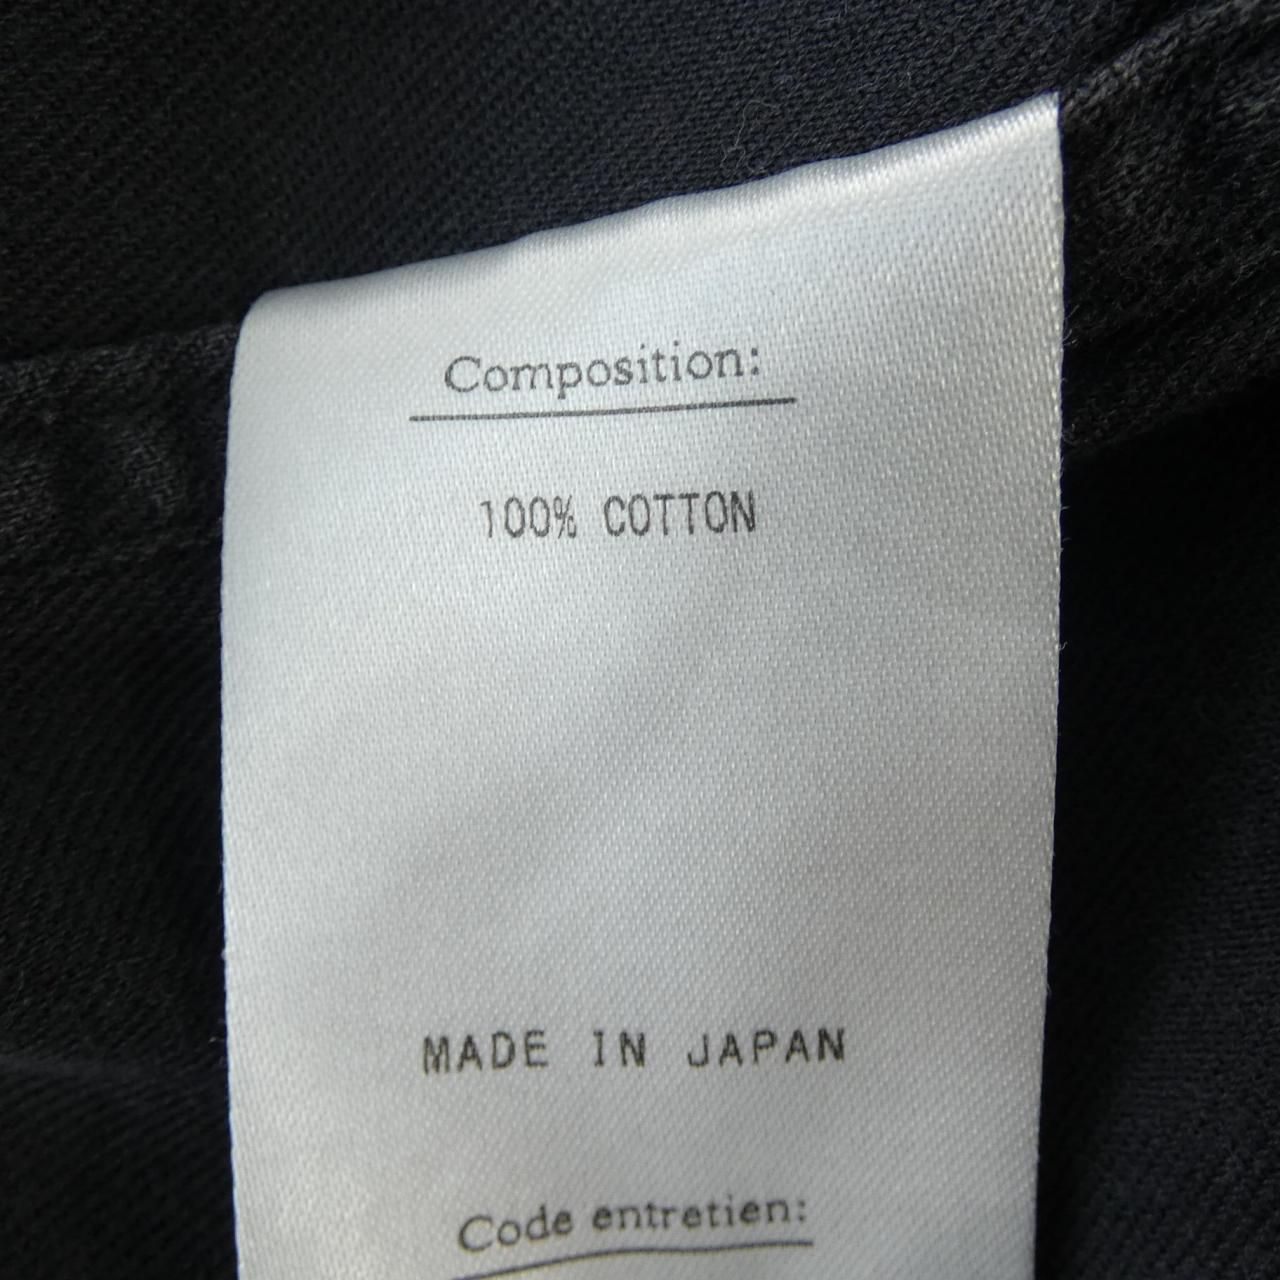 Composition:
100% COTTON
MADE IN JAPAN
Code entretien: